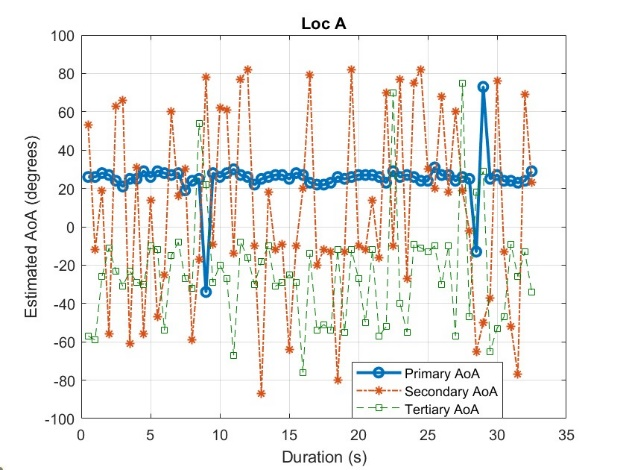 Loc A
100
80
60
40
20
0
-20
-40
-60
-80
-100
Estimated AoA (degrees)
0 5 10 15 20 25 30 35
Duration (s)
Primary AoA
Secondary AoA
Tertiary AoA